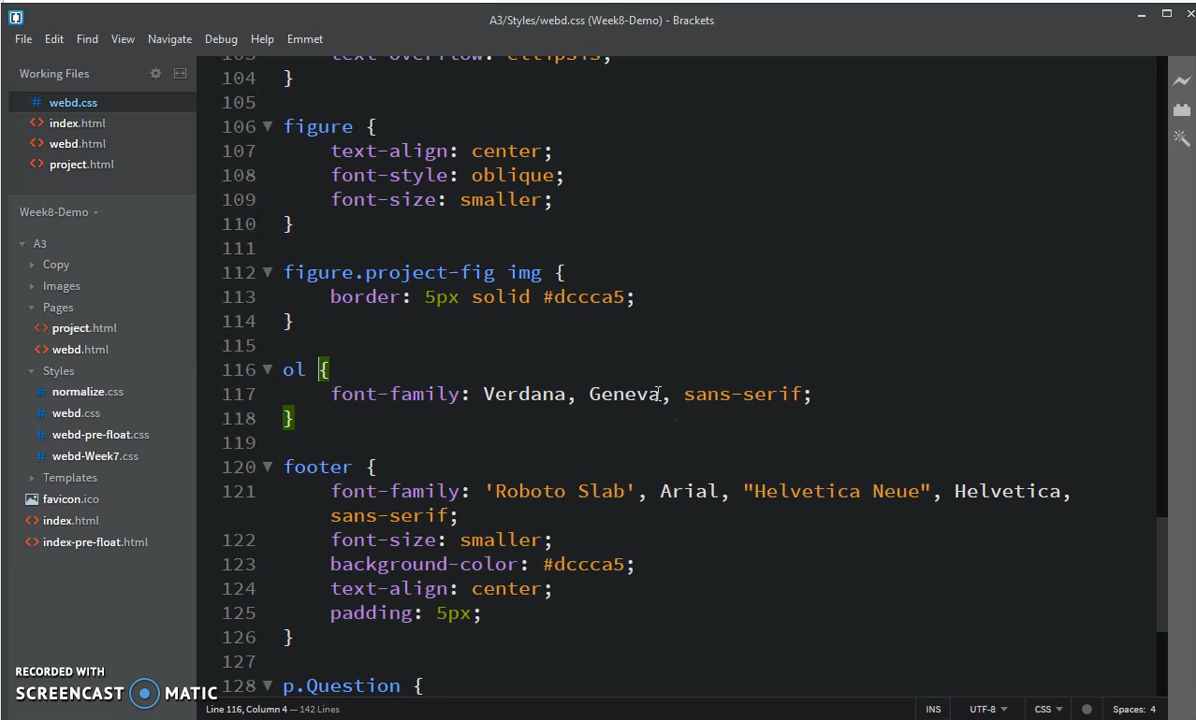 A3/Styles/webd.css (Week8-Demo) - Brackets
File Edit Find View Navigate Debug Help Emmet
Working Files
webd.css
index.html
webd.html
project.html
Week8-Demo
A3
Copy
Images
Pages
project.html
webd.html
Styles
normalize.css
webd.css
webd-pre-float.css
webd-Week7.css
Templates
favicon.ico
index.html
index-pre-float.html
RECORDED WITH
SCREENCAST MATIC
103 text-overflow: ellipsis;
104 }
105
106 figure {
107 text-align: center;
108 font-style: oblique;
109 font-size: smaller;
110 }
111
112 figure.project-fig img {
113 border: 5px solid #dccca5;
114 }
115
116 ol {
117 font-family: Verdana, Geneva, sans-serif;
118 }
119
120 footer {
121 font-family: 'Roboto Slab', Arial, "Helvetica Neue", Helvetica,
sans-serif;
122 font-size: smaller;
123 background-color: #dccca5;
124 text-align: center;
125 padding: 5px;
126 }
127
128 p.Question {
Line 116, Column 4 — 142 Lines
INS UTF-8 CSS Spaces: 4